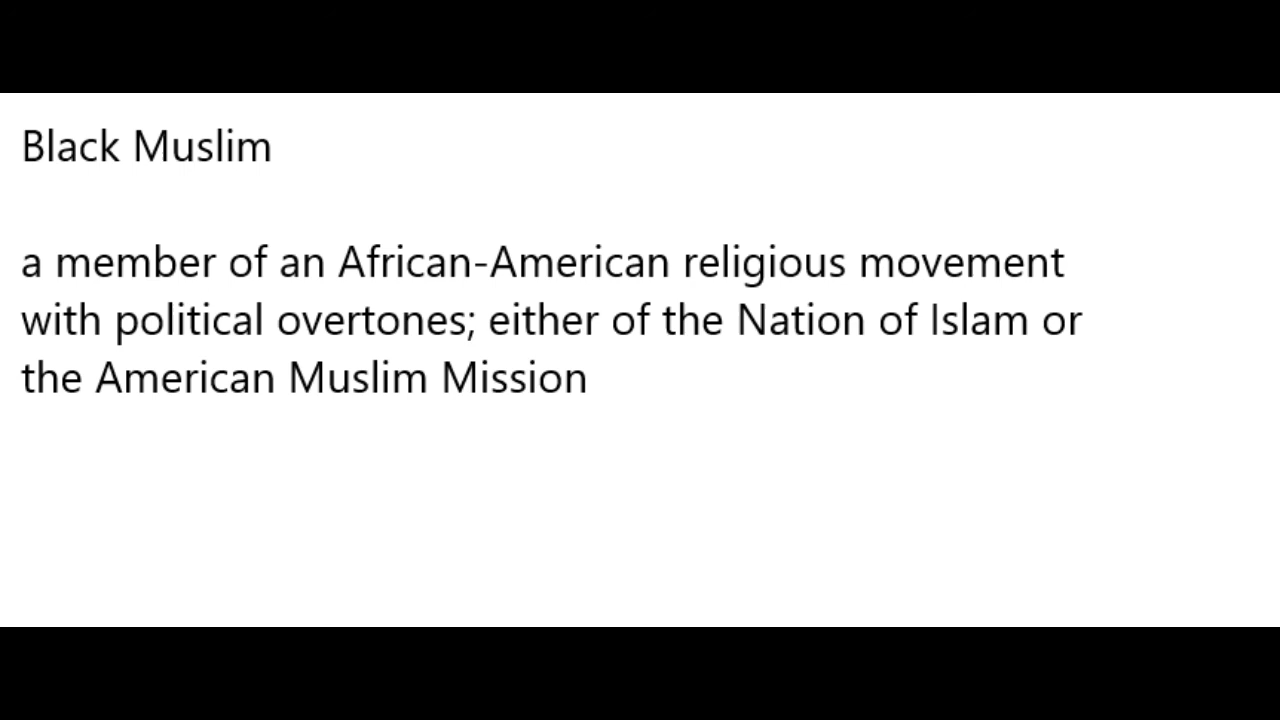 Black Muslim
a member of an African-American religious movement
with political overtones; either of the Nation of Islam or
the American Muslim Mission